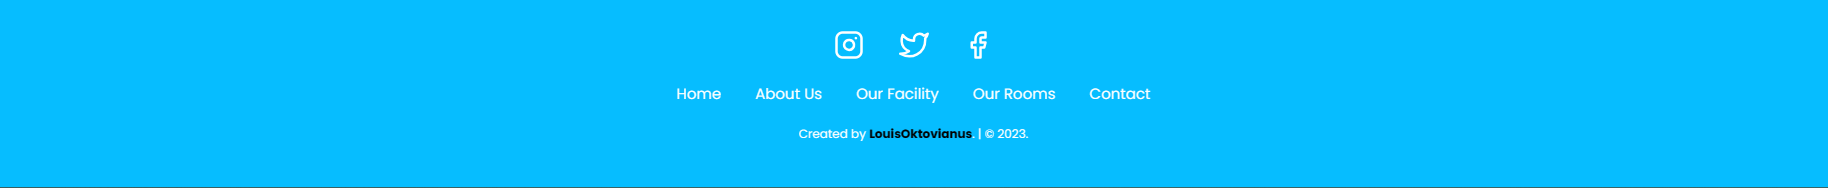 Home About Us Our Facility Our Rooms Contact
Created by LouisOktovianus. | © 2023.